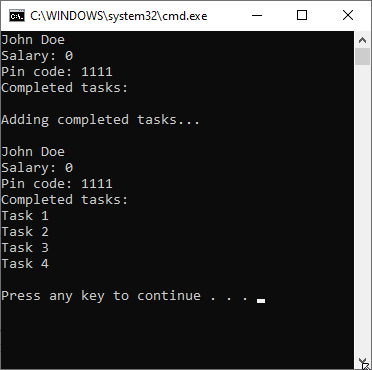 C:\WINDOWS\system32\cmd.exe
John Doe
Salary: 0
Pin code: 1111
Completed tasks:
Adding completed tasks...
John Doe
Salary: 0
Pin code: 1111
Completed tasks:
Task 1
Task 2
Task 3
Task 4
Press any key to continue . . .